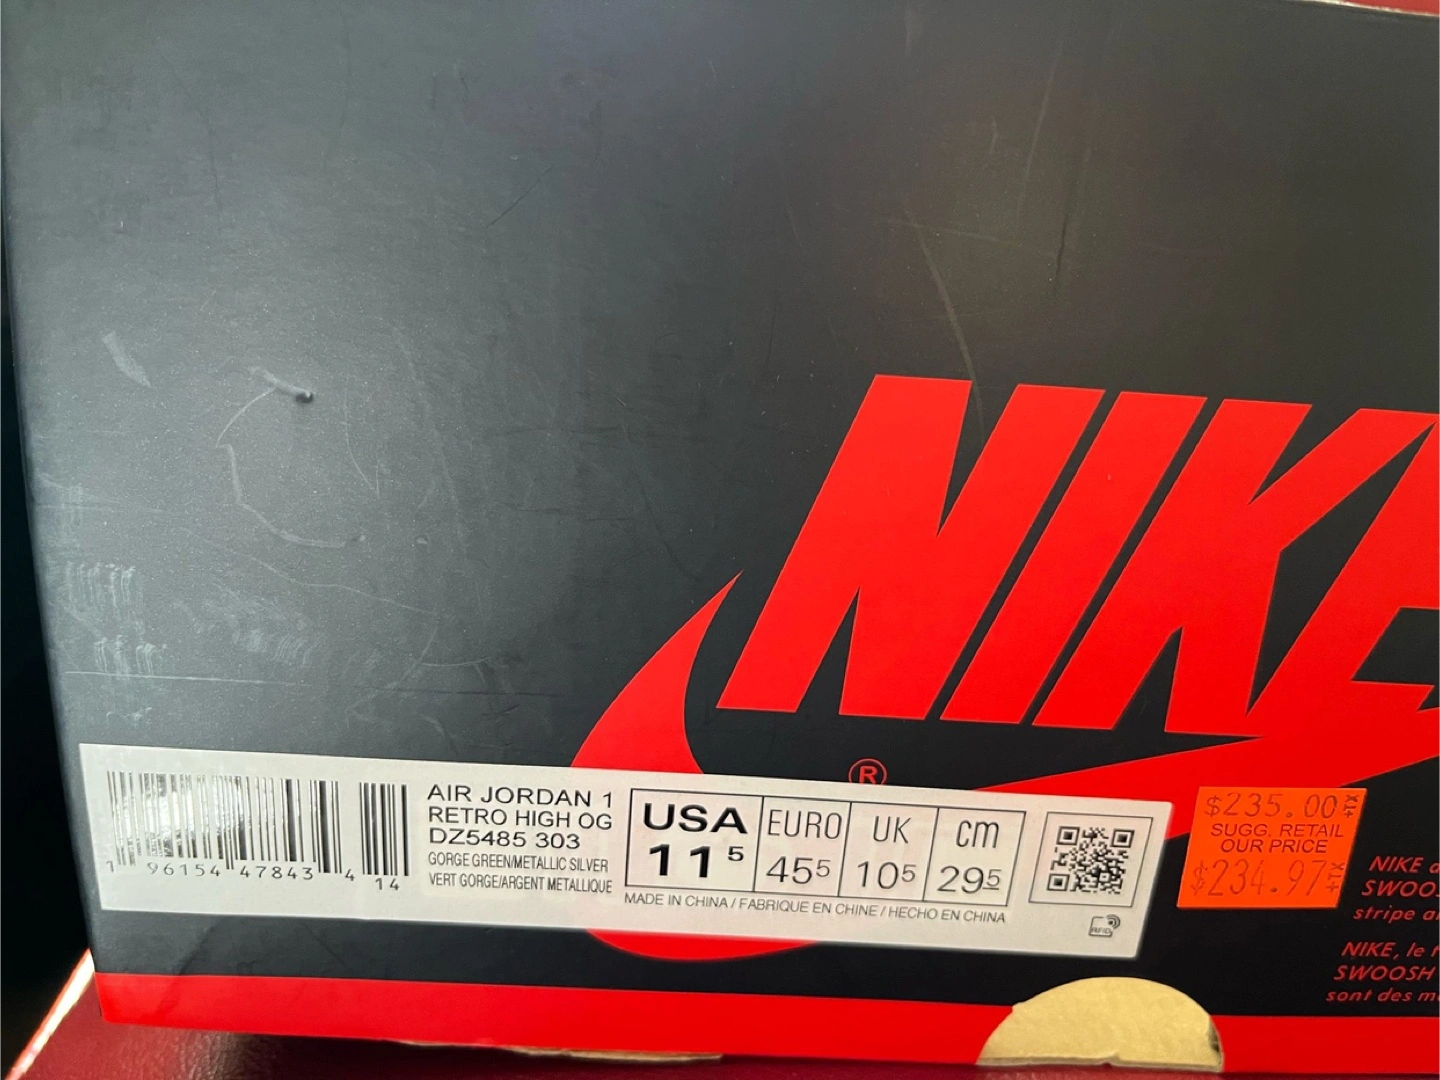 NIKE
®
AIR JORDAN 1
RETRO HIGH OG
DZ5485 303
GORGE GREEN/METALLIC SILVER
VERT GORGE/ARGENT METALLIQUE
1 96154 47843 4 14
USA
11 5
EURO
45 5
UK
10 5
cm
29 5
MADE IN CHINA / FABRIQUE EN CHINE / HECHO EN CHINA
RFID
$235.00
SUGG. RETAIL
OUR PRICE
$234.97
NIKE
SWOOS
stripe
NIKE, le
SWOOSH
sont des